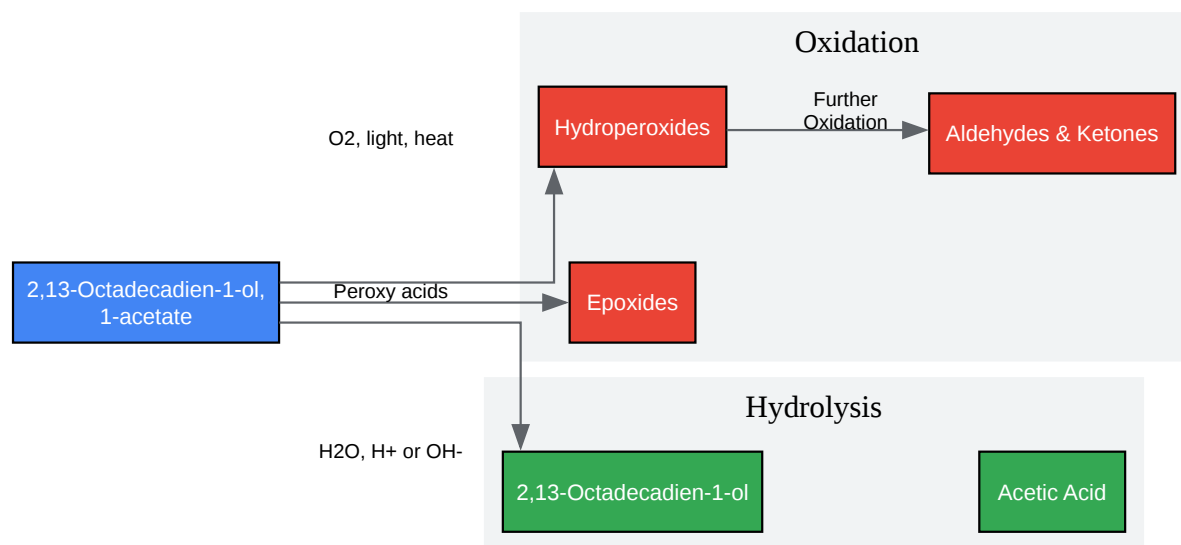 Oxidation
Further
Oxidation
Hydroperoxides
Aldehydes & Ketones
O2, light, heat
2,13-Octadecadien-1-ol,
1-acetate
Peroxy acids
Epoxides
Hydrolysis
H2O, H+ or OH-
2,13-Octadecadien-1-ol
Acetic Acid